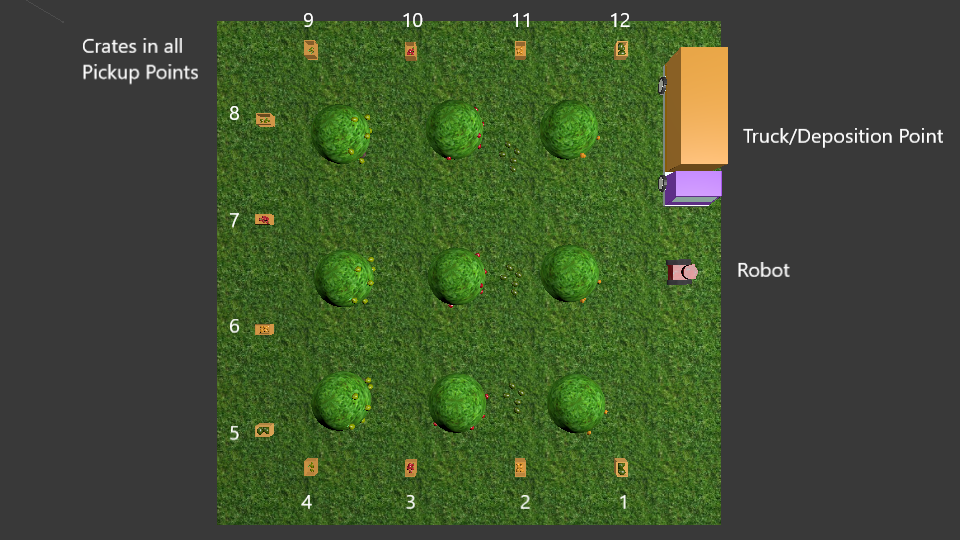 9 10 11 12
Crates in all
Pickup Points
8
Truck/Deposition Point
7
Robot
6
5
4 3 2 1